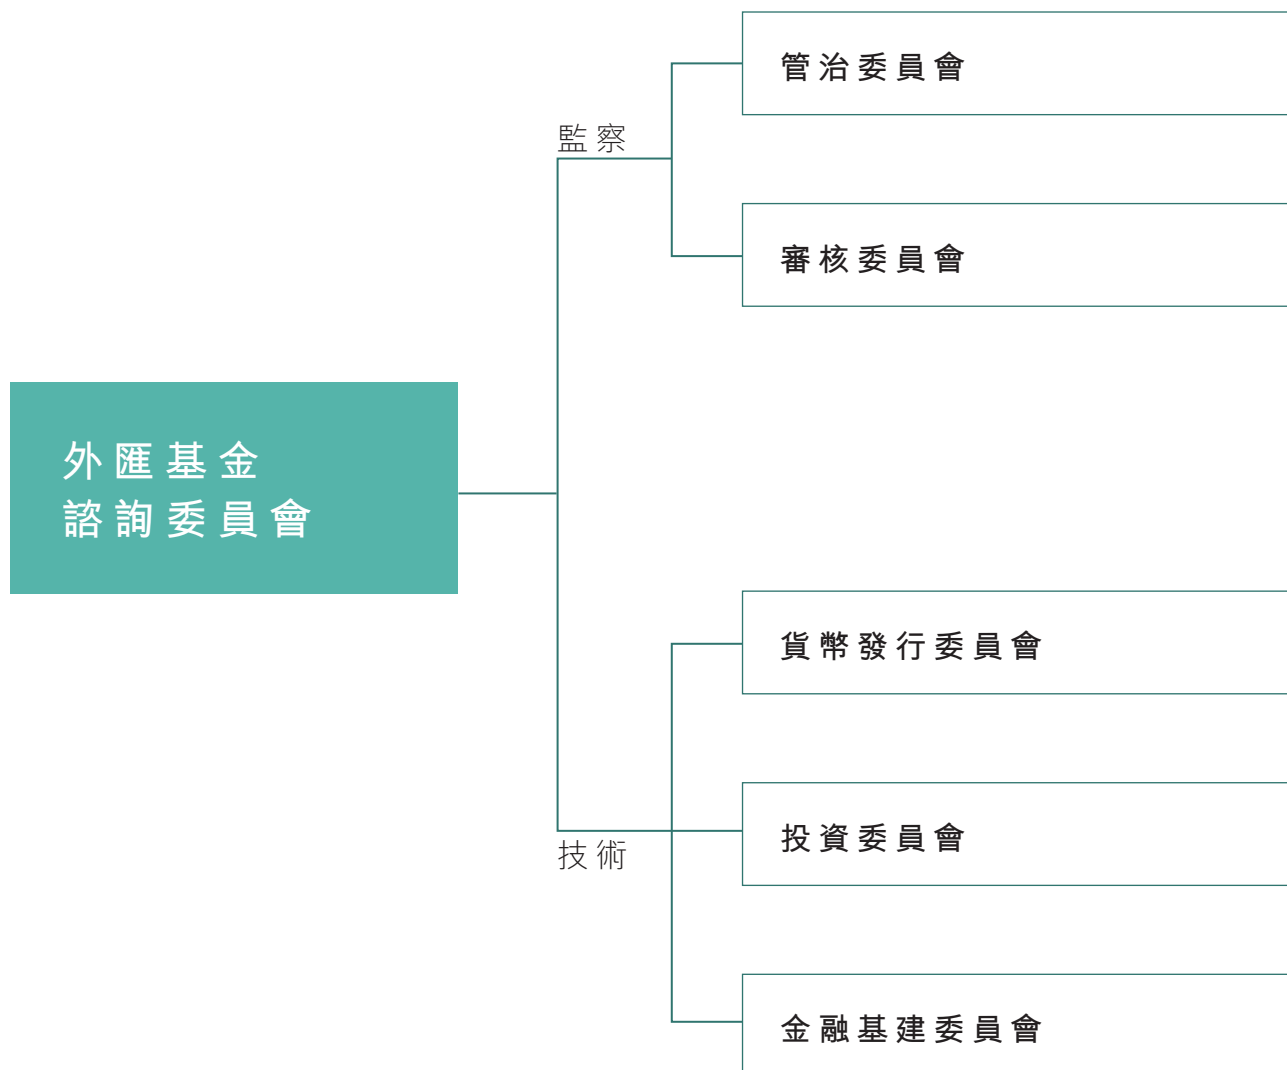 管治委員會
監察
審核委員會
外匯基金
諮詢委員會
貨幣發行委員會
投資委員會
技術
金融基建委員會